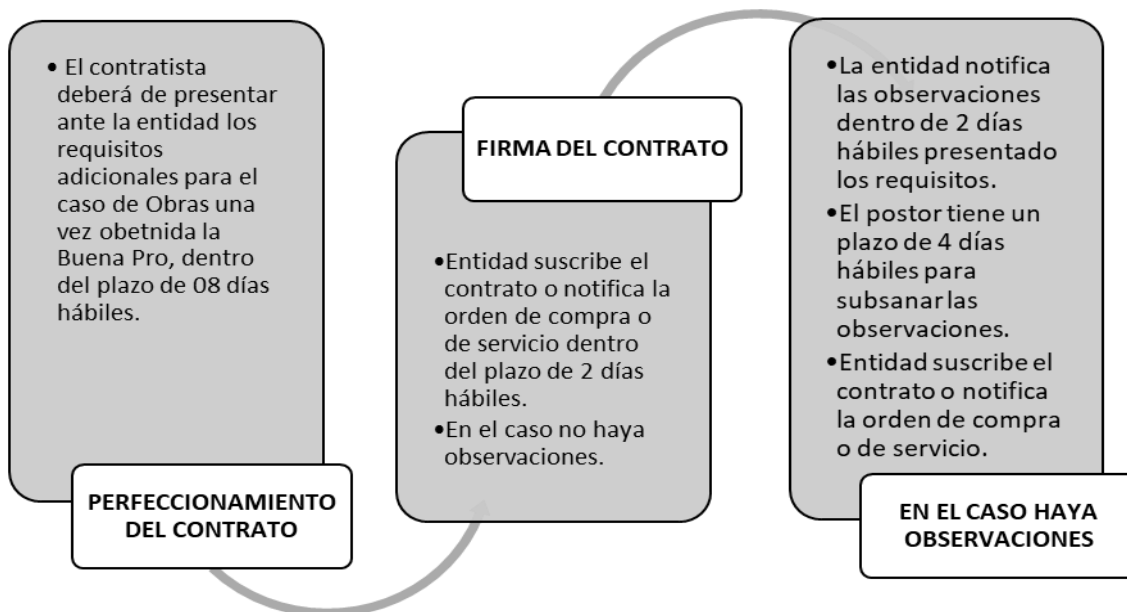 • El contratista
deberá de presentar
ante la entidad los
requisitos
adicionales para el
caso de Obras una
vez obetnida la
Buena Pro, dentro
del plazo de 08 días
hábiles.
PERFECCIONAMIENTO
DEL CONTRATO
FIRMA DEL CONTRATO
•Entidad suscribe el
contrato o notifica la
orden de compra o
de servicio dentro
del plazo de 2 días
hábiles.
•En el caso no haya
observaciones.
•La entidad notifica
las observaciones
dentro de 2 días
hábiles presentado
los requisitos.
•El postor tiene un
plazo de 4 días
hábiles para
subsanar las
observaciones.
•Entidad suscribe el
contrato o notifica
la orden de compra
o de servicio.
EN EL CASO HAYA
OBSERVACIONES